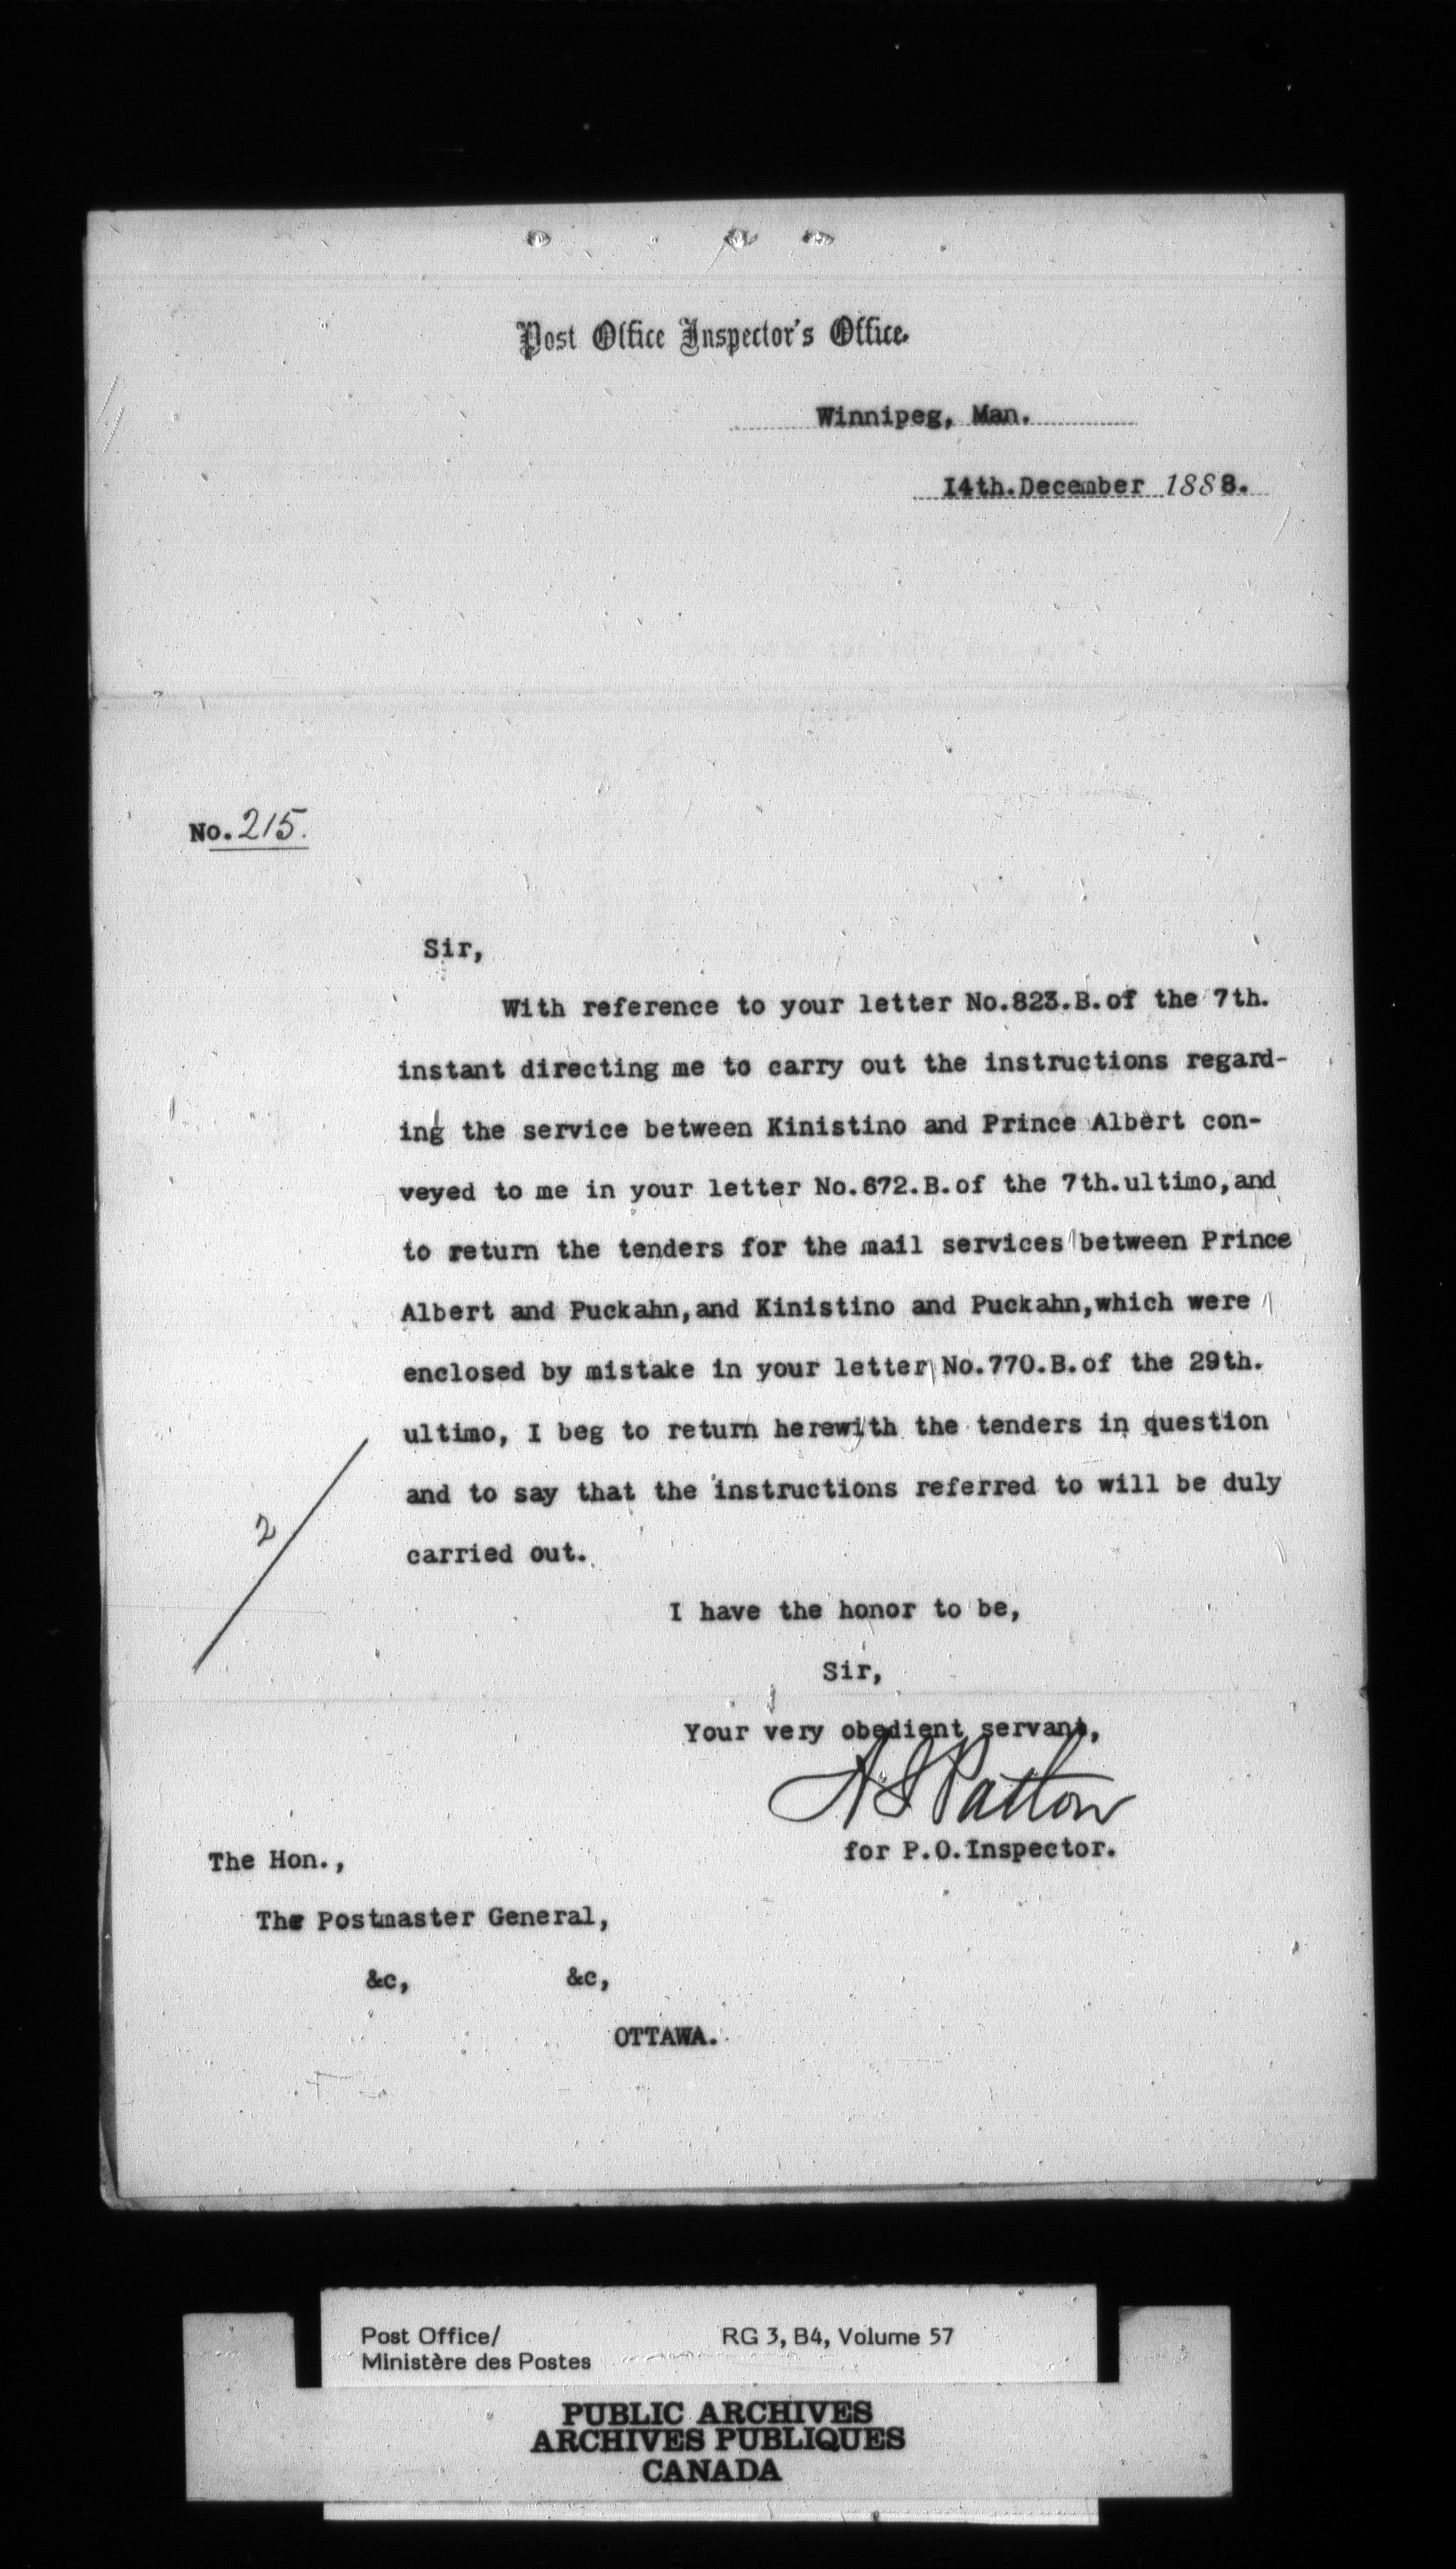 Post Office Inspector's Office.
Winnipeg, Man.
I4th.December 1888.
No. 215.
Sir,
With reference to your letter No.823.B.of the 7th.
instant directing me to carry out the instructions regard-
ing the service between Kinistino and Prince Albert con-
veyed to me in your letter No.672.B.of the 7th.ultimo,and
to return the tenders for the mail services between Prince
Albert and Puckahn,and Kinistino and Puckahn,which were
enclosed by mistake in your letter No.770.B.of the 29th.
ultimo, I beg to return herewith the tenders in question
and to say that the instructions referred to will be duly
carried out.
2
I have the honor to be,
Sir,
Your very obedient servant,
A S Patton
for P.O.Inspector.
The Hon.,
The Postmaster General,
&c, &c,
OTTAWA.
Post Office/ RG 3, B4, Volume 57
Ministère des Postes
PUBLIC ARCHIVES
ARCHIVES PUBLIQUES
CANADA